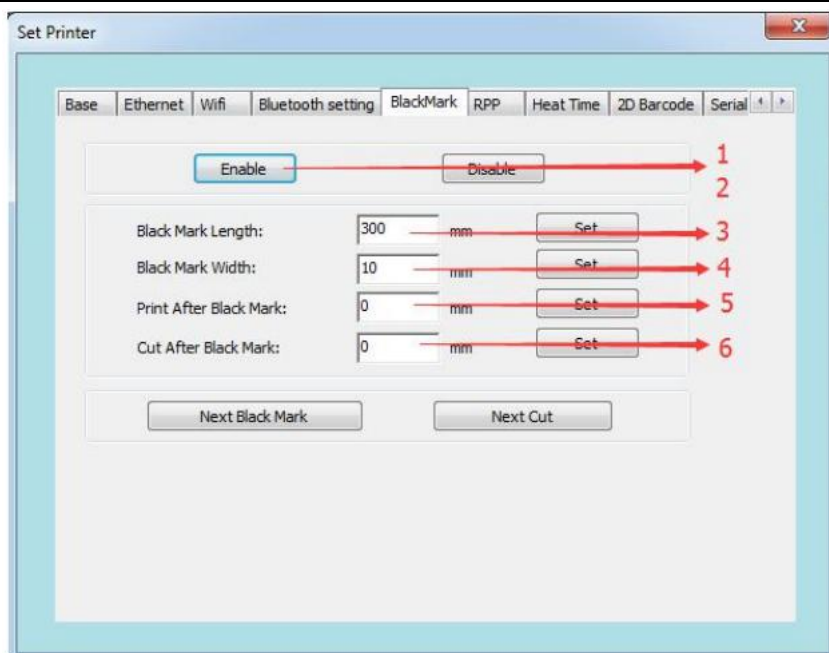 Set Printer
Base Ethernet Wifi Bluetooth setting BlackMark RPP Heat Time 2D Barcode Serial
Enable Disable 1
2
Black Mark Length: 300 mm Set 3
Black Mark Width: 10 mm Set 4
Print After Black Mark: 0 mm Set 5
Cut After Black Mark: 0 mm Set 6
Next Black Mark Next Cut